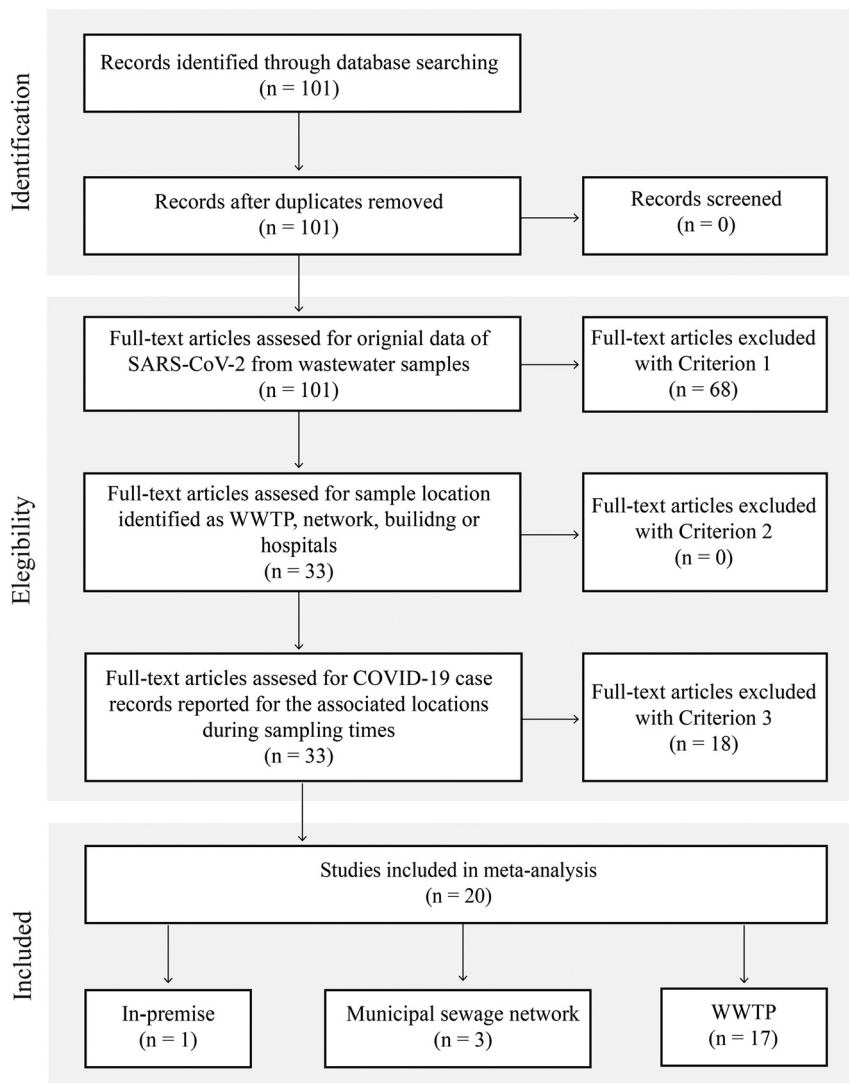 Identification
Records identified through database searching
(n = 101)
Records after duplicates removed
(n = 101)
Records screened
(n = 0)
Elegibility
Full-text articles assesed for orignial data of
SARS-CoV-2 from wastewater samples
(n = 101)
Full-text articles excluded
with Criterion 1
(n = 68)
Full-text articles assesed for sample location
identified as WWTP, network, builidng or
hospitals
(n = 33)
Full-text articles excluded
with Criterion 2
(n = 0)
Full-text articles assesed for COVID-19 case
records reported for the associated locations
during sampling times
(n = 33)
Full-text articles excluded
with Criterion 3
(n = 18)
Included
Studies included in meta-analysis
(n = 20)
In-premise
(n = 1)
Municipal sewage network
(n = 3)
WWTP
(n = 17)